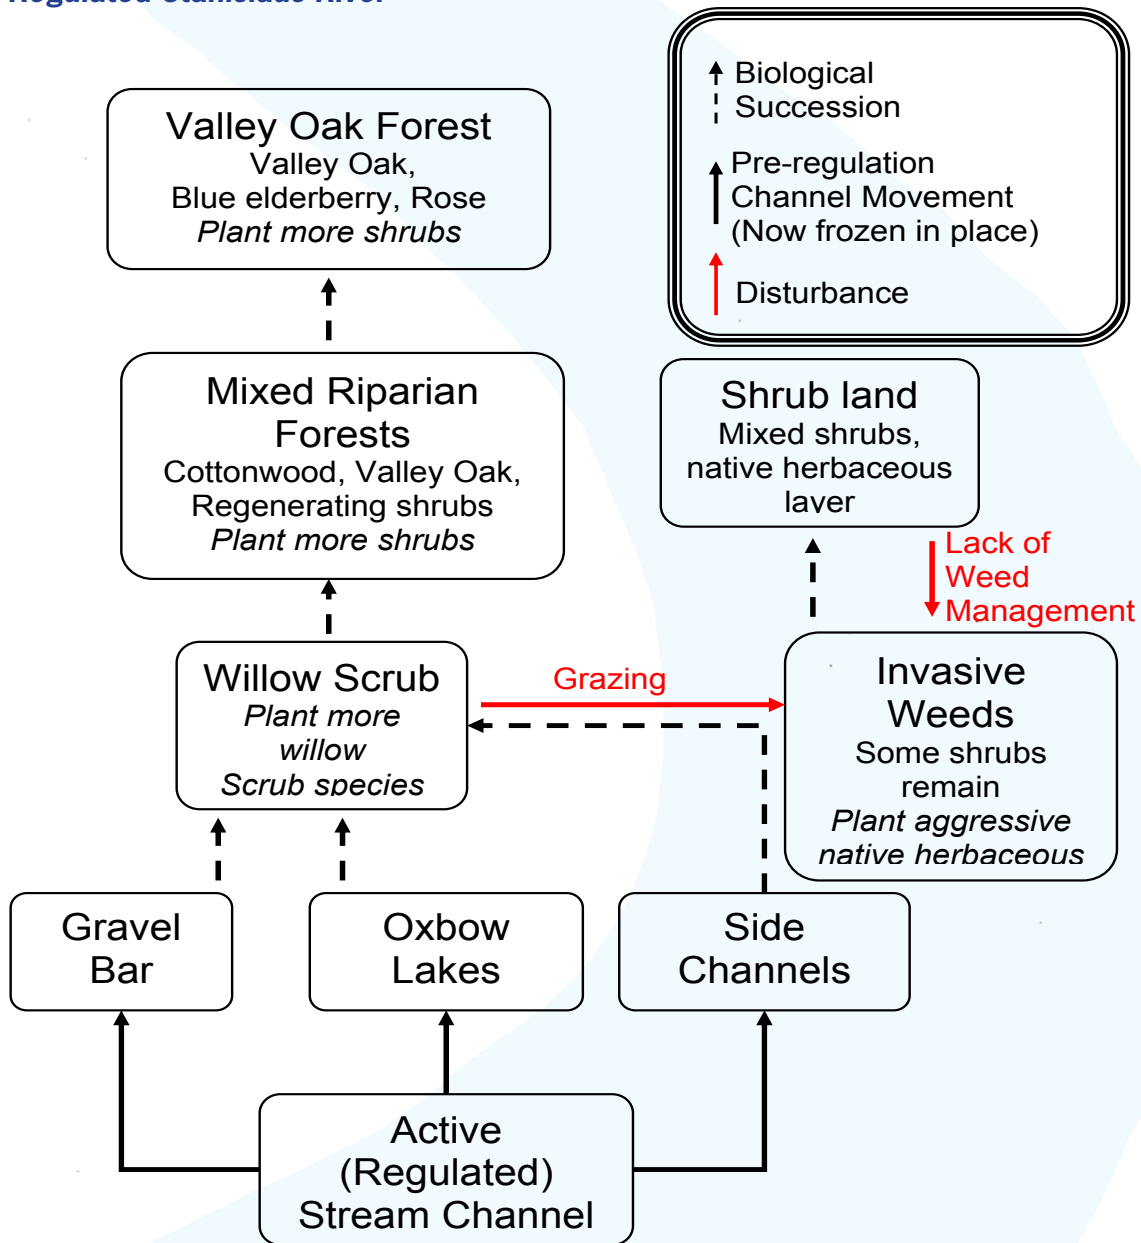 Regulated Stanislaus River
Biological
Succession
Pre-regulation
Channel Movement
(Now frozen in place)
Disturbance
Valley Oak Forest
Valley Oak,
Blue elderberry, Rose
Plant more shrubs
Mixed Riparian
Forests
Cottonwood, Valley Oak,
Regenerating shrubs
Plant more shrubs
Shrub land
Mixed shrubs,
native herbaceous
layer
Lack of
Weed
Management
Willow Scrub
Plant more
willow
Scrub species
Grazing
Invasive
Weeds
Some shrubs
remain
Plant aggressive
native herbaceous
Gravel
Bar
Oxbow
Lakes
Side
Channels
Active
(Regulated)
Stream Channel